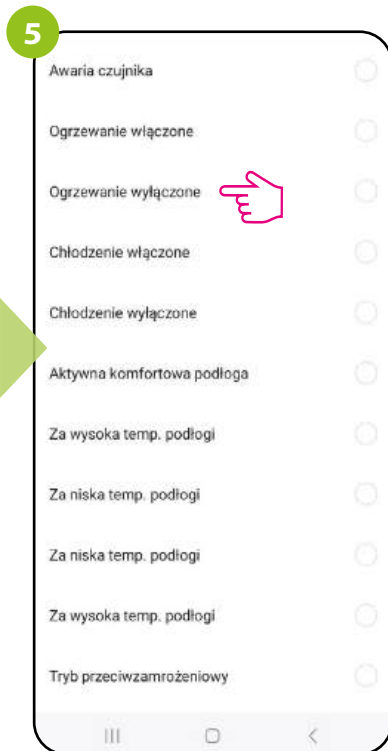 5
Awaria czujnika
Ogrzewanie włączone
Ogrzewanie wyłączone
Chłodzenie włączone
Chłodzenie wyłączone
Aktywna komfortowa podłoga
Za wysoka temp. podłogi
Za niska temp. podłogi
Za niska temp. podłogi
Za wysoka temp. podłogi
Tryb przeciwzamrożeniowy